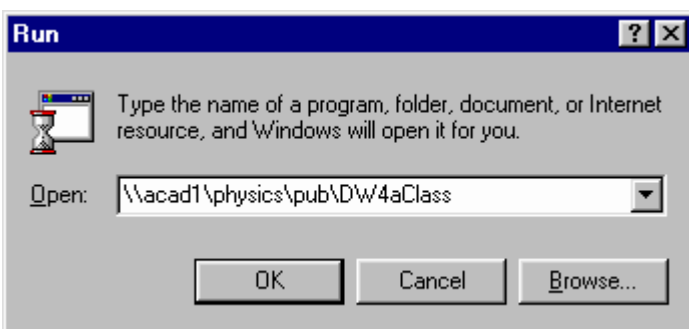 Run
Type the name of a program, folder, document, or Internet
resource, and Windows will open it for you.
Open: \\acad1\physics\pub\DW4aClass
OK Cancel Browse...